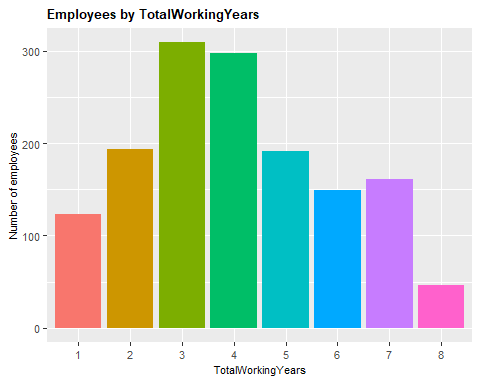 Employees by TotalWorkingYears
Number of employees
300
200
100
0
1 2 3 4 5 6 7 8
TotalWorkingYears